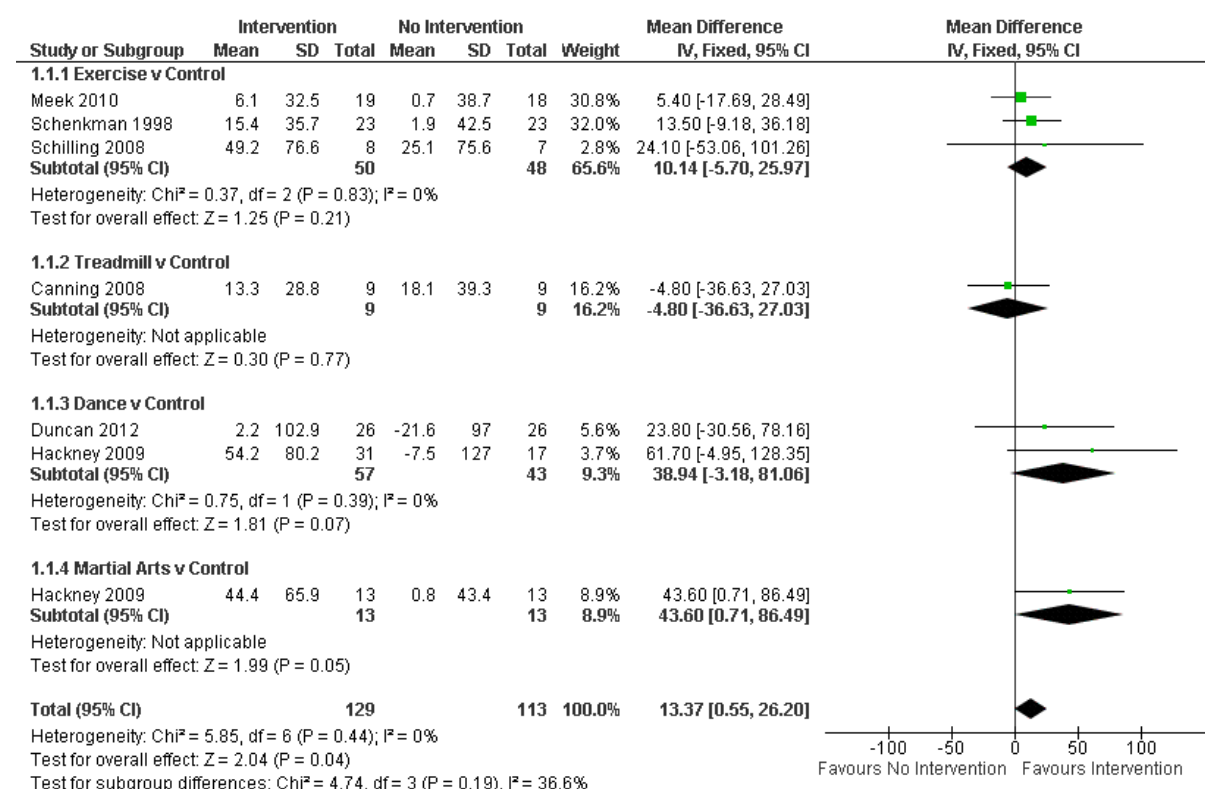 Intervention No Intervention Mean Difference Mean Difference
Study or Subgroup Mean SD Total Mean SD Total Weight IV, Fixed, 95% CI IV, Fixed, 95% CI
1.1.1 Exercise v Control
Meek 2010 6.1 32.5 19 0.7 38.7 18 30.8% 5.40 [-17.69, 28.49]
Schenkman 1998 15.4 35.7 23 1.9 42.5 23 32.0% 13.50 [-9.18, 36.18]
Schilling 2008 49.2 76.6 8 25.1 75.6 7 2.8% 24.10 [-53.06, 101.26]
Subtotal (95% CI) 50 48 65.6% 10.14 [-5.70, 25.97]
Heterogeneity: Chi² = 0.37, df = 2 (P = 0.83); I² = 0%
Test for overall effect: Z = 1.25 (P = 0.21)
1.1.2 Treadmill v Control
Canning 2008 13.3 28.8 9 18.1 39.3 9 16.2% -4.80 [-36.63, 27.03]
Subtotal (95% CI) 9 9 16.2% -4.80 [-36.63, 27.03]
Heterogeneity: Not applicable
Test for overall effect: Z = 0.30 (P = 0.77)
1.1.3 Dance v Control
Duncan 2012 2.2 102.9 26 -21.6 97 26 5.6% 23.80 [-30.56, 78.16]
Hackney 2009 54.2 80.2 31 -7.5 127 17 3.7% 61.70 [-4.95, 128.35]
Subtotal (95% CI) 57 43 9.3% 38.94 [-3.18, 81.06]
Heterogeneity: Chi² = 0.75, df = 1 (P = 0.39); I² = 0%
Test for overall effect: Z = 1.81 (P = 0.07)
1.1.4 Martial Arts v Control
Hackney 2009 44.4 65.9 13 0.8 43.4 13 8.9% 43.60 [0.71, 86.49]
Subtotal (95% CI) 13 13 8.9% 43.60 [0.71, 86.49]
Heterogeneity: Not applicable
Test for overall effect: Z = 1.99 (P = 0.05)
Total (95% CI) 129 113 100.0% 13.37 [0.55, 26.20]
Heterogeneity: Chi² = 5.85, df = 6 (P = 0.44); I² = 0%
Test for overall effect: Z = 2.04 (P = 0.04)
Test for subgroup differences: Chi² = 4.74, df = 3 (P = 0.19), I² = 36.6%
-100 -50 0 50 100
Favours No Intervention Favours Intervention